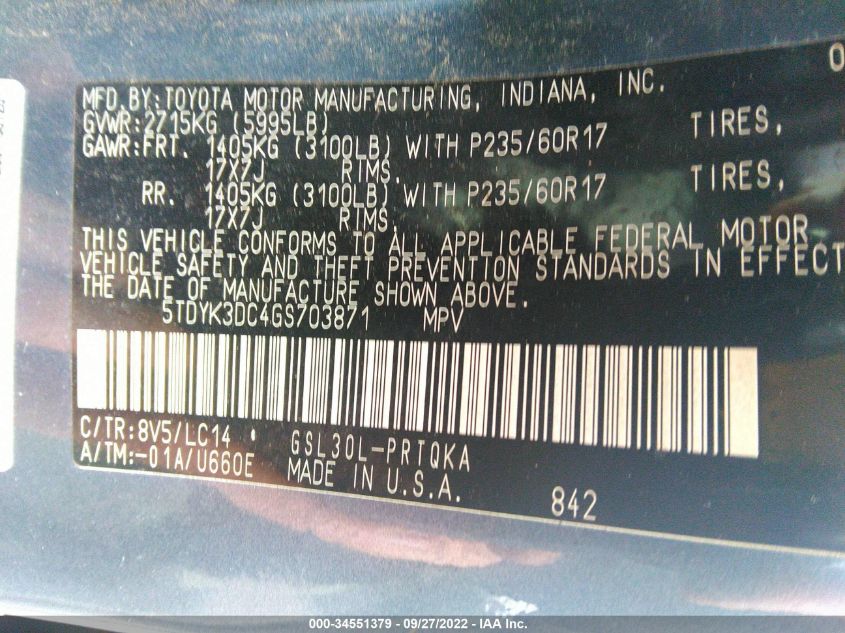 0
MFD.BY:TOYOTA MOTOR MANUFACTURING, INDIANA, INC.
GVWR:2715KG (5995LB)
GAWR:FRT. 1405KG (3100LB) WITH P235/60R17 TIRES,
17X7J RIMS.
RR. 1405KG (3100LB) WITH P235/60R17 TIRES,
17X7J RIMS.
THIS VEHICLE CONFORMS TO ALL APPLICABLE FEDERAL MOTOR
VEHICLE SAFETY AND THEFT PREVENTION STANDARDS IN EFFECT
THE DATE OF MANUFACTURE SHOWN ABOVE.
5TDYK3DC4GS703871 MPV
C/TR:8V5/LC14 • GSL30L-PRTQKA
A/TM:-01A/U660E MADE IN U.S.A.
842
000-34551379 - 09/27/2022 - IAA Inc.